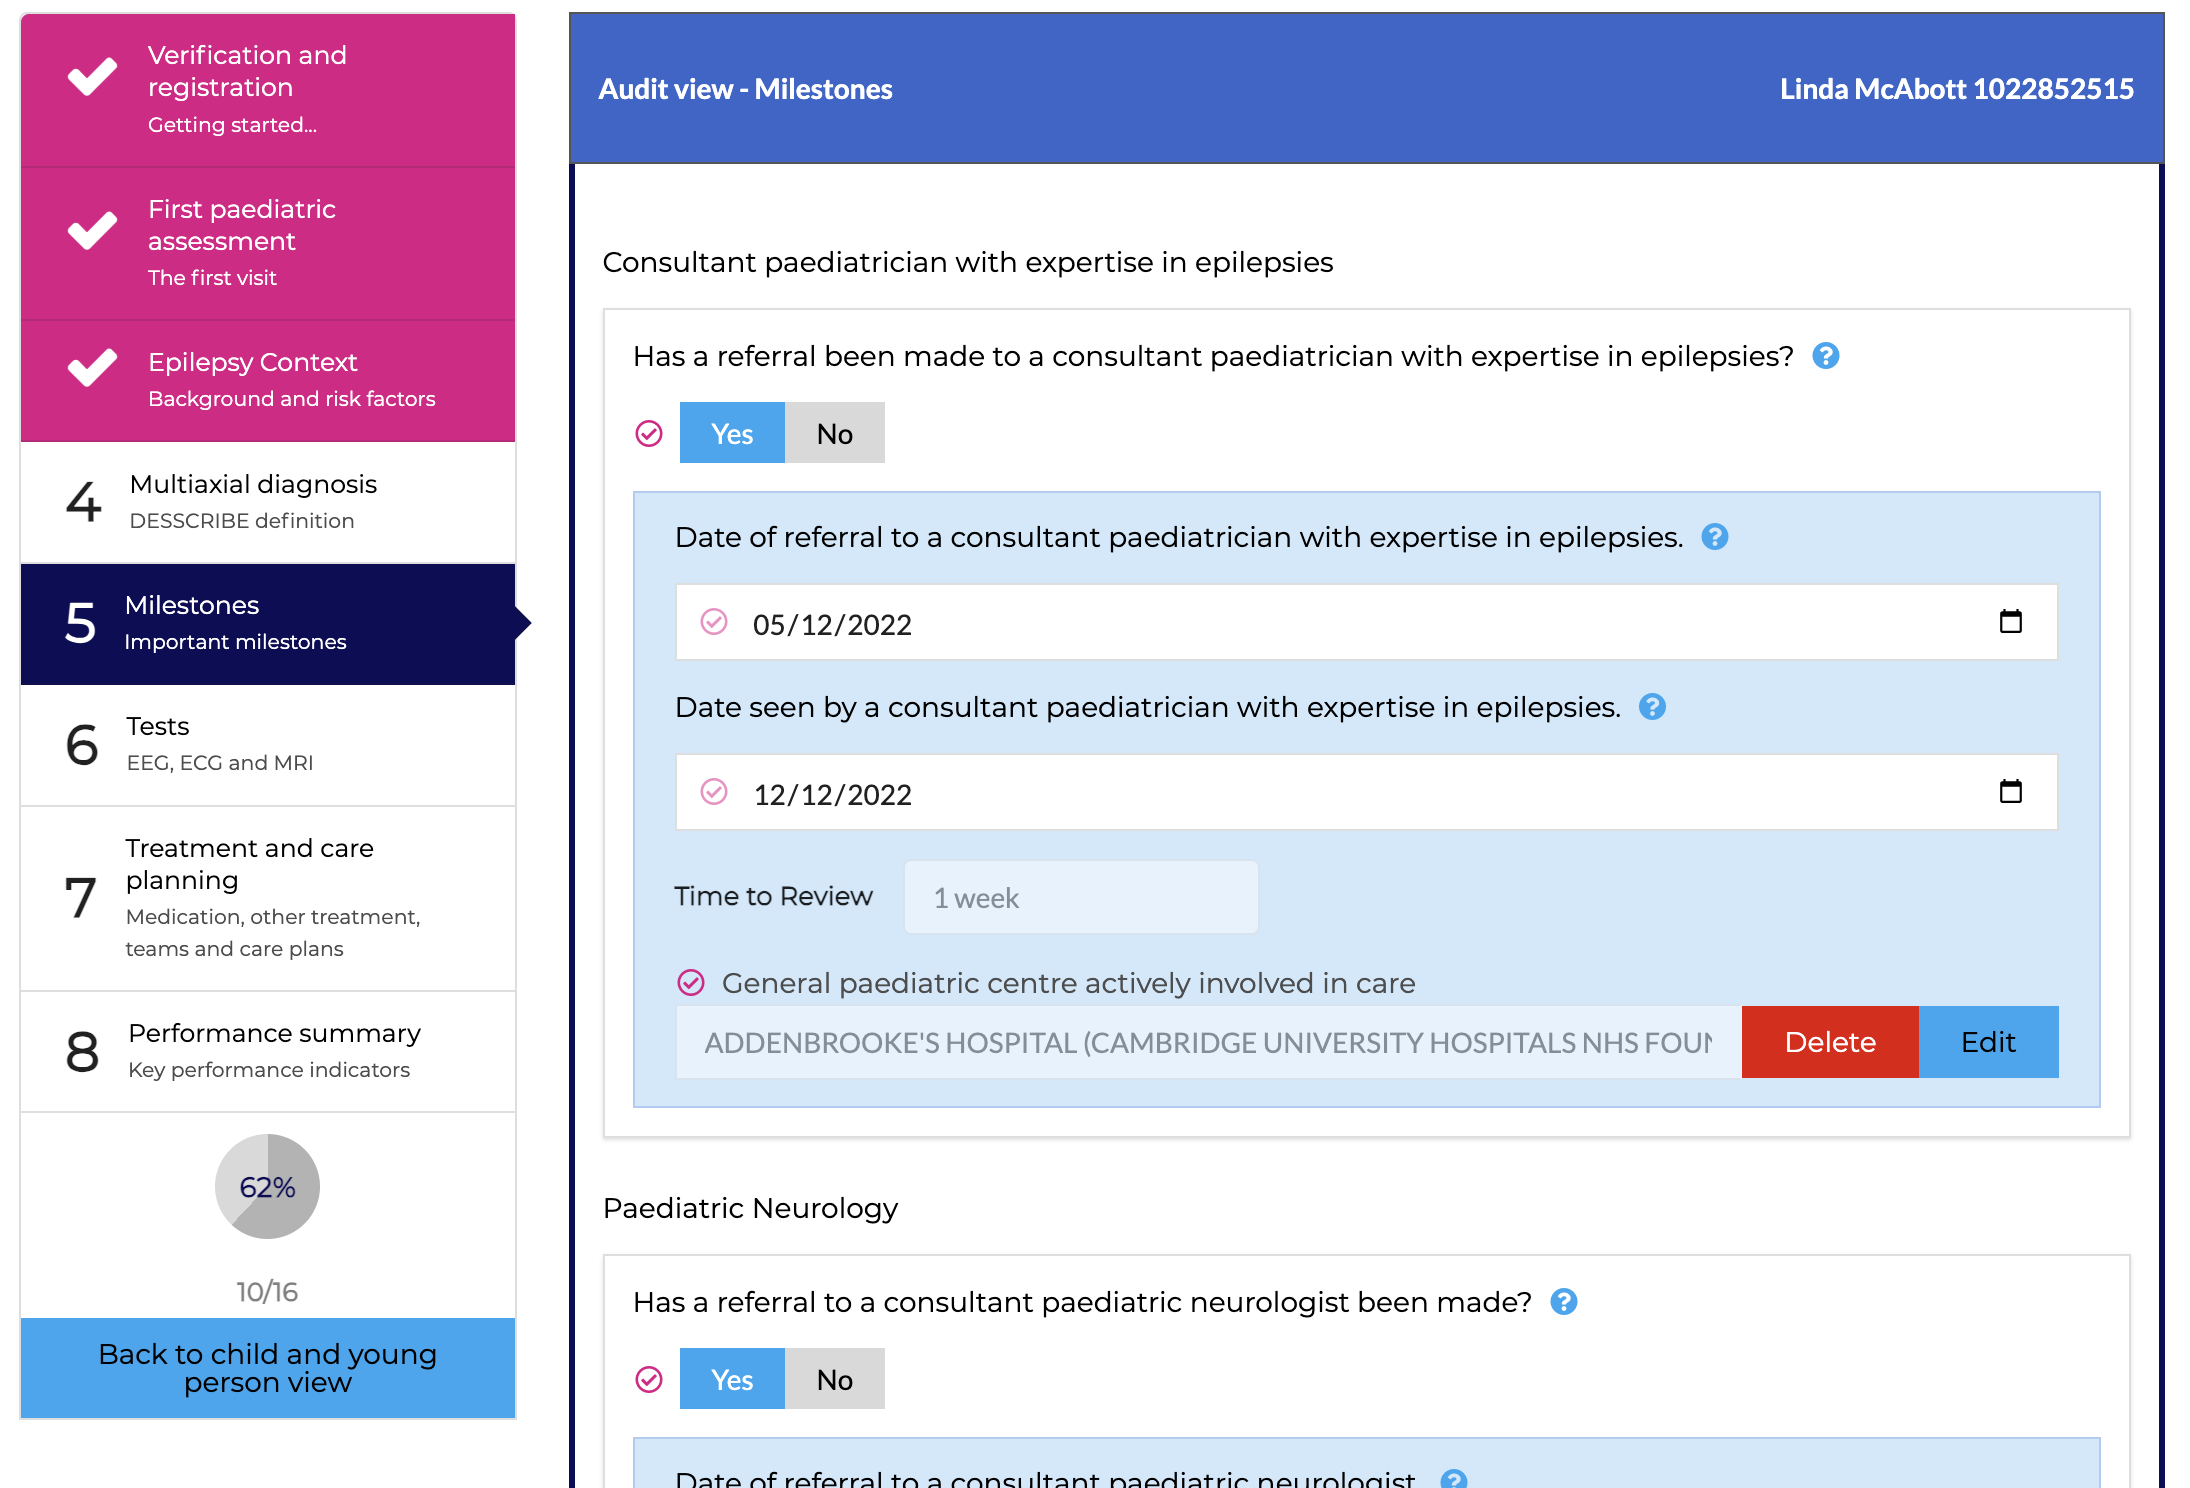 Verification and
registration
Getting started...
First paediatric
assessment
The first visit
Epilepsy Context
Background and risk factors
4
Multiaxial diagnosis
DESSCRIBE definition
5
Milestones
Important milestones
6
Tests
EEG, ECG and MRI
7
Treatment and care
planning
Medication, other treatment,
teams and care plans
8
Performance summary
Key performance indicators
62%
10/16
Back to child and young
person view
Audit view - Milestones
Linda McAbott 1022852515
Consultant paediatrician with expertise in epilepsies
Has a referral been made to a consultant paediatrician with expertise in epilepsies?
Yes No
Date of referral to a consultant paediatrician with expertise in epilepsies.
05/12/2022
Date seen by a consultant paediatrician with expertise in epilepsies.
12/12/2022
Time to Review 1 week
General paediatric centre actively involved in care
ADDENBROOKE'S HOSPITAL (CAMBRIDGE UNIVERSITY HOSPITALS NHS FOUN Delete Edit
Paediatric Neurology
Has a referral to a consultant paediatric neurologist been made?
Yes No
Date of referral to a consultant paediatric neurologist.